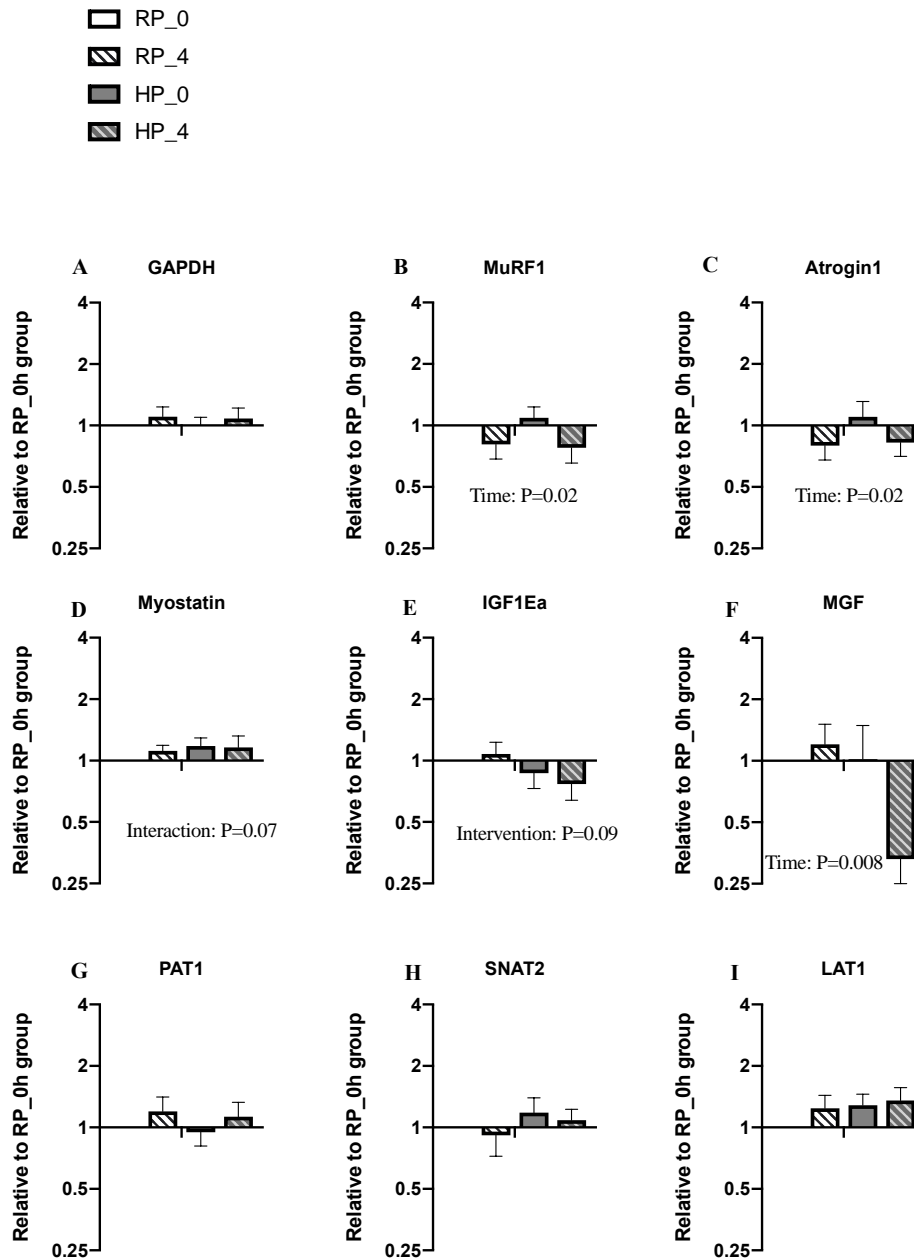 RP_0
RP_4
HP_0
HP_4
A GAPDH
Relative to RP_0h group
4
2
1
0.5
0.25
B MuRF1
Relative to RP_0h group
4
2
1
0.5
0.25
Time: P=0.02
C Atrogin1
Relative to RP_0h group
4
2
1
0.5
0.25
Time: P=0.02
D Myostatin
Relative to RP_0h group
4
2
1
0.5
0.25
Interaction: P=0.07
E IGF1Ea
Relative to RP_0h group
4
2
1
0.5
0.25
Intervention: P=0.09
F MGF
Relative to RP_0h group
4
2
1
0.5
0.25
Time: P=0.008
G PAT1
Relative to RP_0h group
4
2
1
0.5
0.25
H SNAT2
Relative to RP_0h group
4
2
1
0.5
0.25
I LAT1
Relative to RP_0h group
4
2
1
0.5
0.25